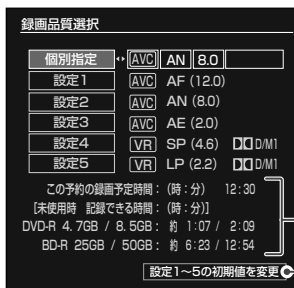 録画品質選択
個別指定 AVC AN 8.0
設定1 AVC AF (12.0)
設定2 AVC AN (8.0)
設定3 AVC AE (2.0)
設定4 VR SP (4.6) DD D/M1
設定5 VR LP (2.2) DD D/M1
この予約の録画予定時間：（時：分） 12:30
[未使用時 記録できる時間：（時：分）]
DVD-R 4.7GB / 8.5GB： 約 1:07 / 2:09
BD-R 25GB / 50GB： 約 6:23 / 12:54
設定1～5の初期値を変更